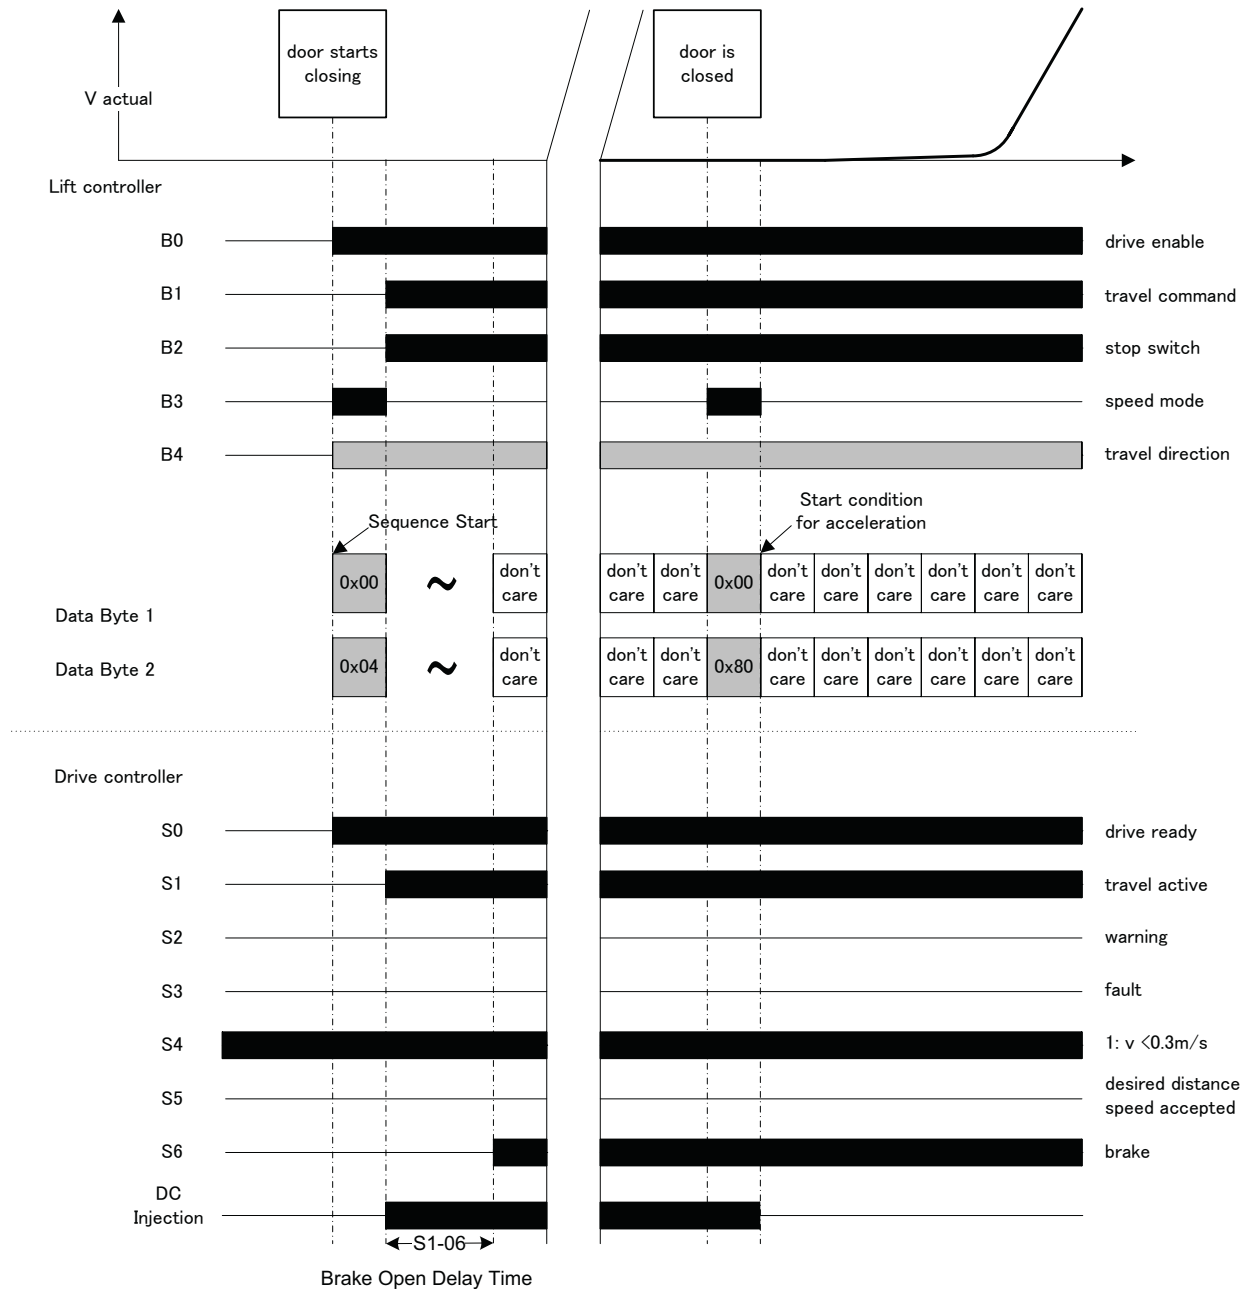 door starts
closing
door is
closed
V actual
Lift controller
B0
drive enable
B1
travel command
B2
stop switch
B3
speed mode
B4
travel direction
Sequence Start
Start condition
for acceleration
Data Byte 1
0x00
~
don't
care
don't
care
don't
care
0x00
don't
care
don't
care
don't
care
don't
care
don't
care
don't
care
Data Byte 2
0x04
~
don't
care
don't
care
don't
care
0x80
don't
care
don't
care
don't
care
don't
care
don't
care
don't
care
Drive controller
S0
drive ready
S1
travel active
S2
warning
S3
fault
S4
1: v <0.3m/s
S5
desired distance
speed accepted
S6
brake
DC
Injection
S1-06
Brake Open Delay Time